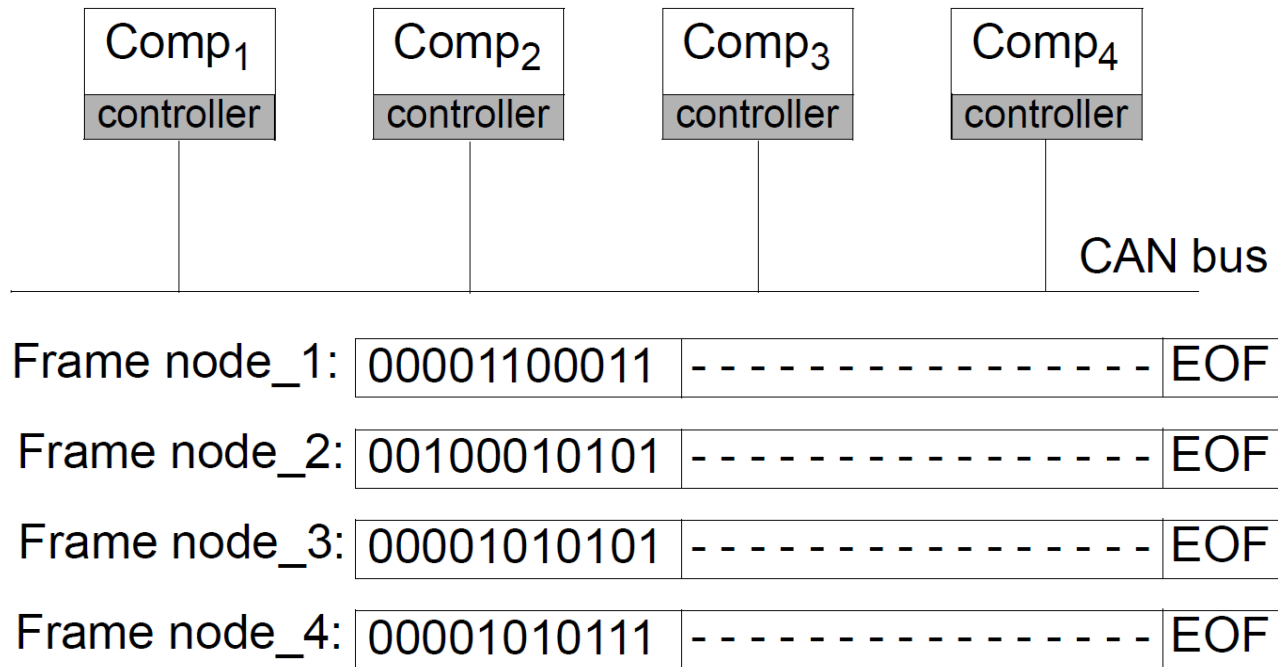 Comp1 Comp2 Comp3 Comp4
controller controller controller controller
CAN bus
Frame node_1: 00001100011 - - - - - - - - - - - - - - - - EOF
Frame node_2: 00100010101 - - - - - - - - - - - - - - - - EOF
Frame node_3: 00001010101 - - - - - - - - - - - - - - - - EOF
Frame node_4: 00001010111 - - - - - - - - - - - - - - - - EOF